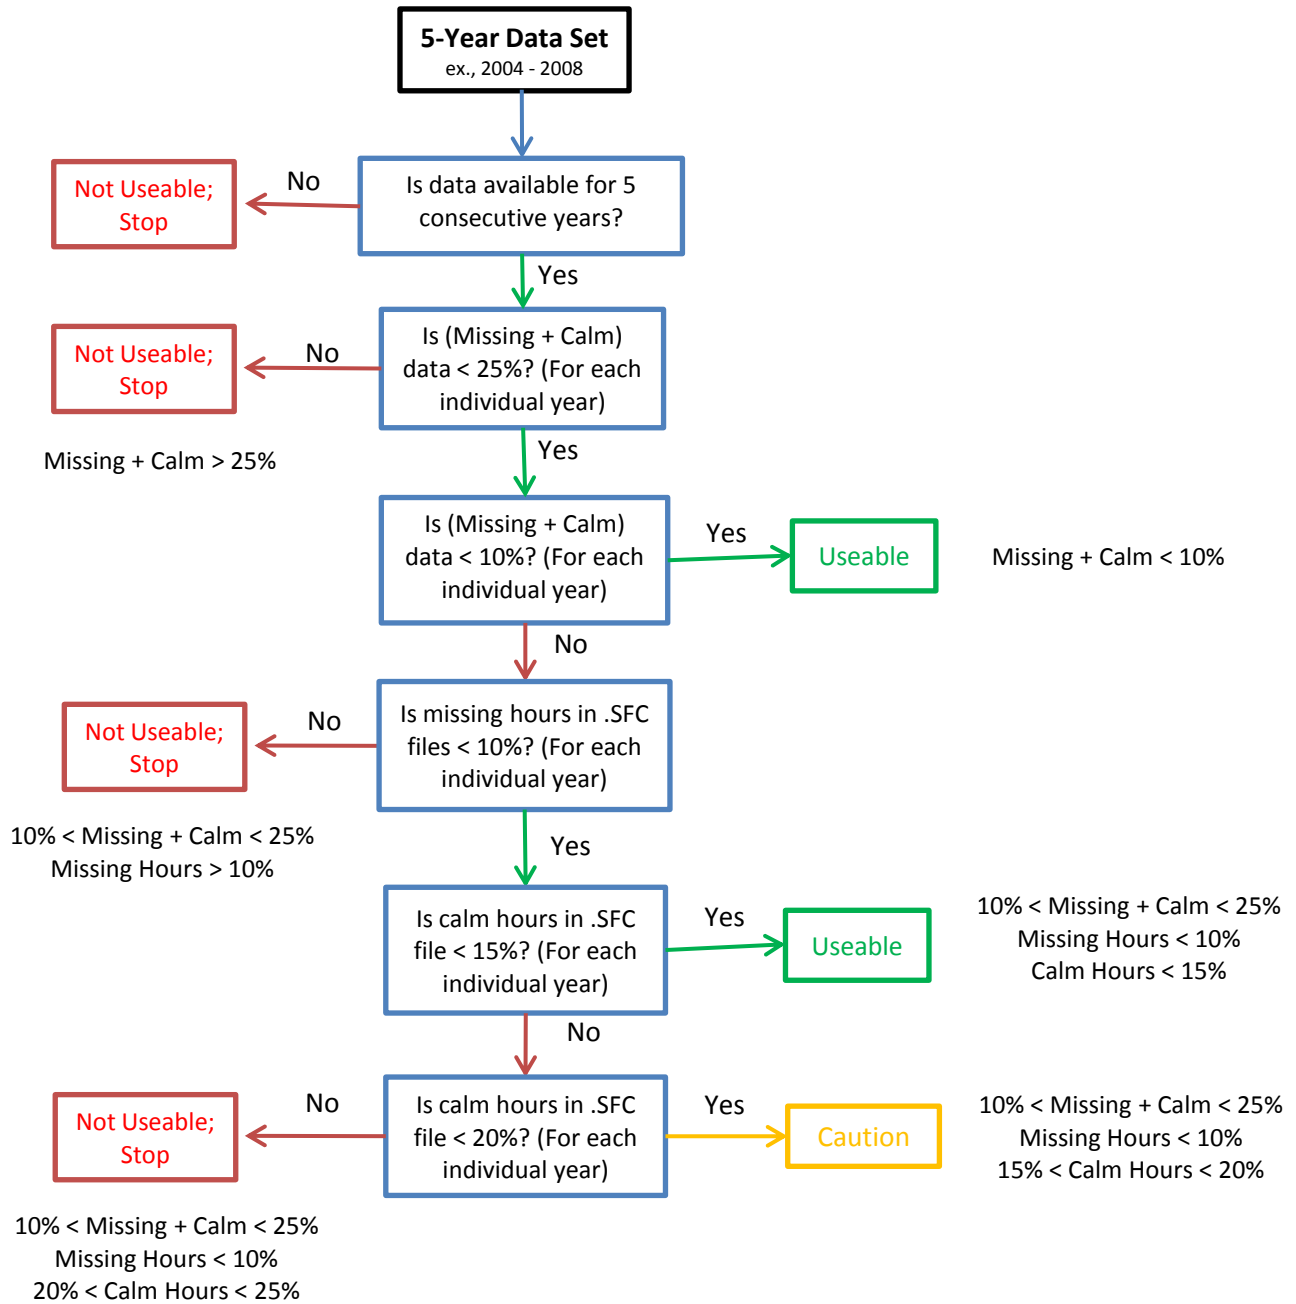 5-Year Data Set
ex., 2004 - 2008
Not Useable;
Stop
No
Is data available for 5
consecutive years?
Yes
Not Useable;
Stop
No
Is (Missing + Calm)
data < 25%? (For each
individual year)
Missing + Calm > 25%
Yes
Is (Missing + Calm)
data < 10%? (For each
individual year)
Yes
Useable
Missing + Calm < 10%
No
Not Useable;
Stop
No
Is missing hours in .SFC
files < 10%? (For each
individual year)
10% < Missing + Calm < 25%
Missing Hours > 10%
Yes
Is calm hours in .SFC
file < 15%? (For each
individual year)
Yes
Useable
10% < Missing + Calm < 25%
Missing Hours < 10%
Calm Hours < 15%
No
Not Useable;
Stop
No
Is calm hours in .SFC
file < 20%? (For each
individual year)
Yes
Caution
10% < Missing + Calm < 25%
Missing Hours < 10%
15% < Calm Hours < 20%
10% < Missing + Calm < 25%
Missing Hours < 10%
20% < Calm Hours < 25%